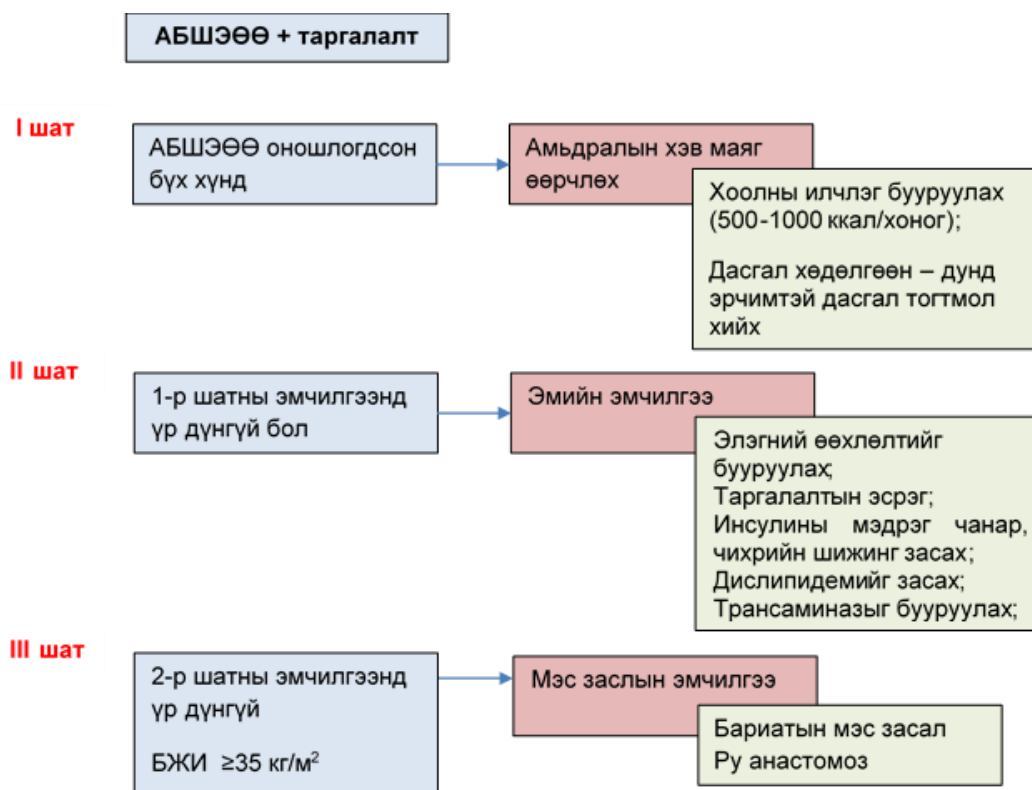 АБШЭӨӨ + таргалалт
I шат
АБШЭӨӨ оношлогдсон
бүх хүнд
Амьдралын хэв маяг
өөрчлөх
Хоолны илчлэг бууруулах
(500-1000 ккал/хоног);
Дасгал хөдөлгөөн – дунд
эрчимтэй дасгал тогтмол
хийх
II шат
1-р шатны эмчилгээнд
үр дүнгүй бол
Эмийн эмчилгээ
Элэгний өөхлөлтийг
бууруулах;
Таргалалтын эсрэг;
Инсулины мэдрэг чанар,
чихрийн шижинг засах;
Дислипидемийг засах;
Трансаминазыг бууруулах;
III шат
2-р шатны эмчилгээнд
үр дүнгүй
БЖИ ≥35 кг/м²
Мэс заслын эмчилгээ
Бариатын мэс засал
Ру анастомоз